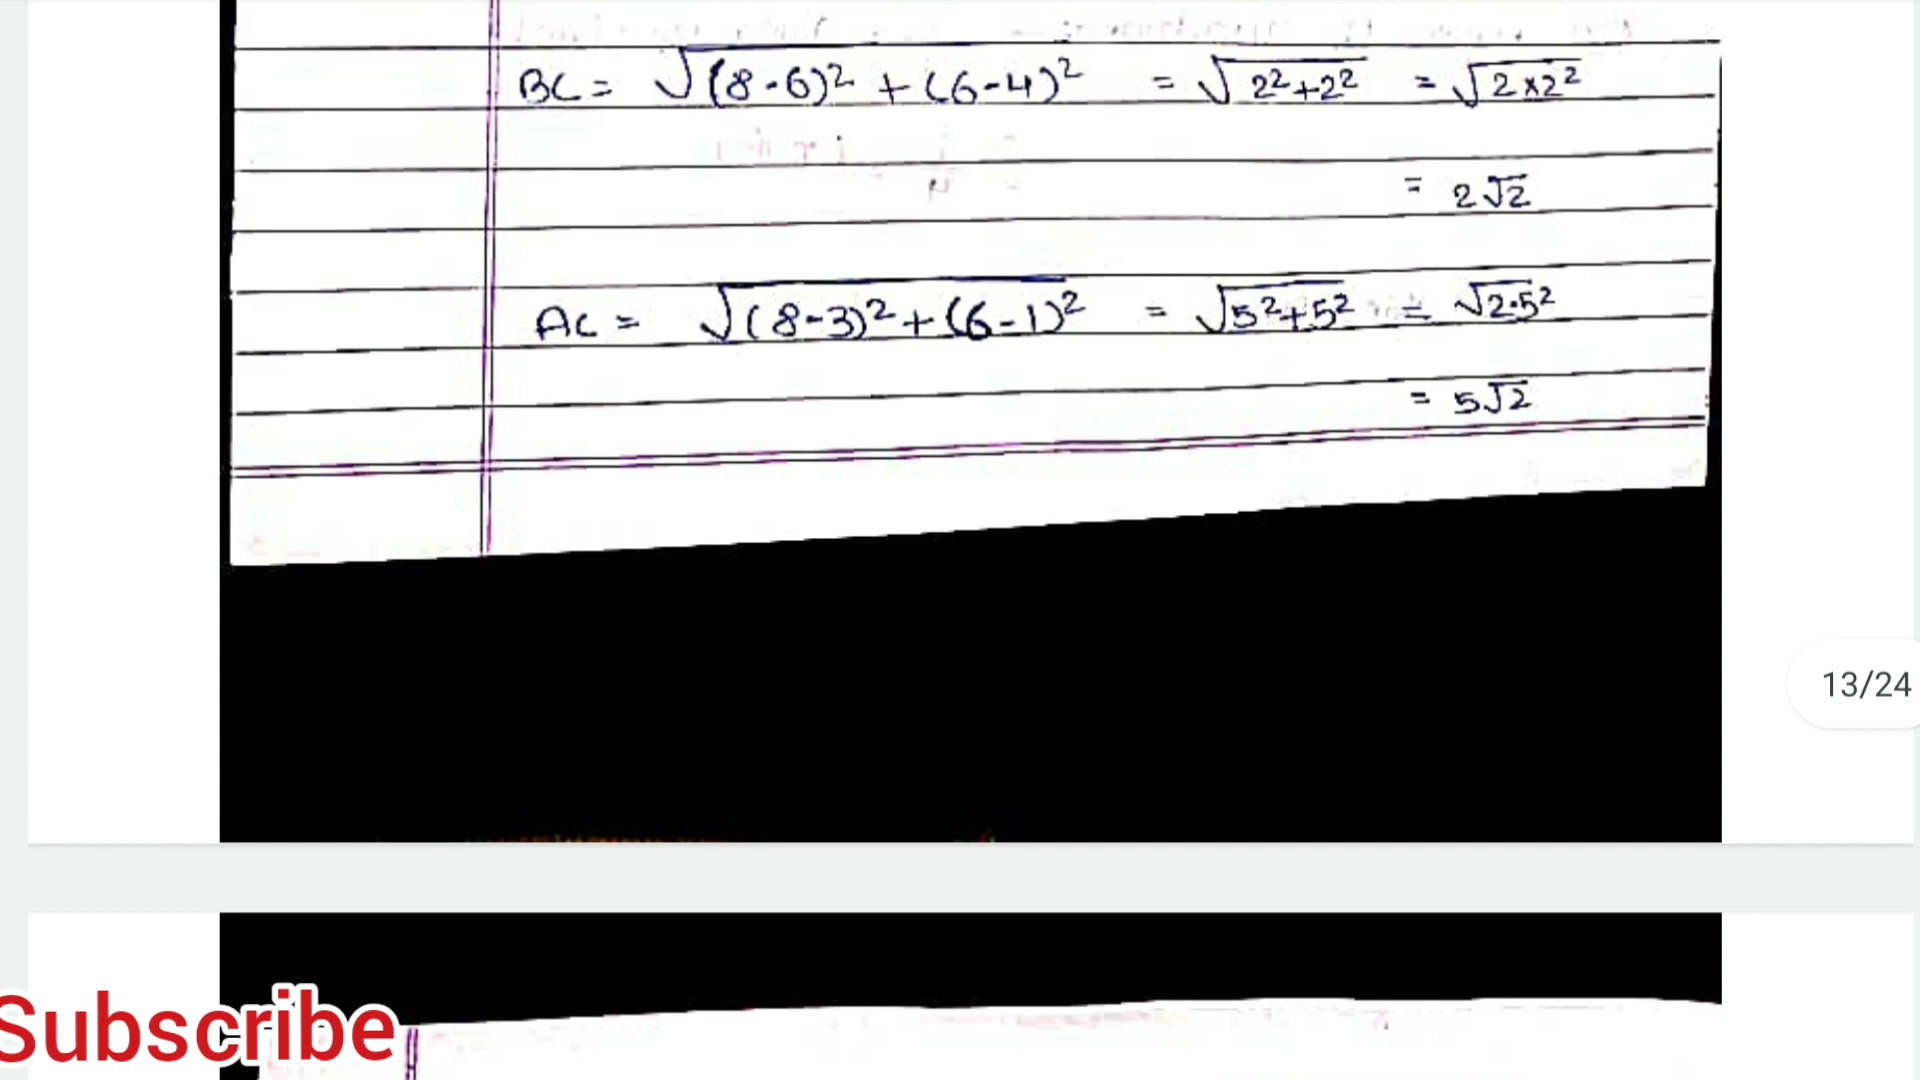 BC = √(8-6)² + (6-4)² = √2²+2² = √2×2²
= 2√2
AC = √(8-3)² + (6-1)² = √5²+5² = √2·5²
= 5√2
13/24
Subscribe